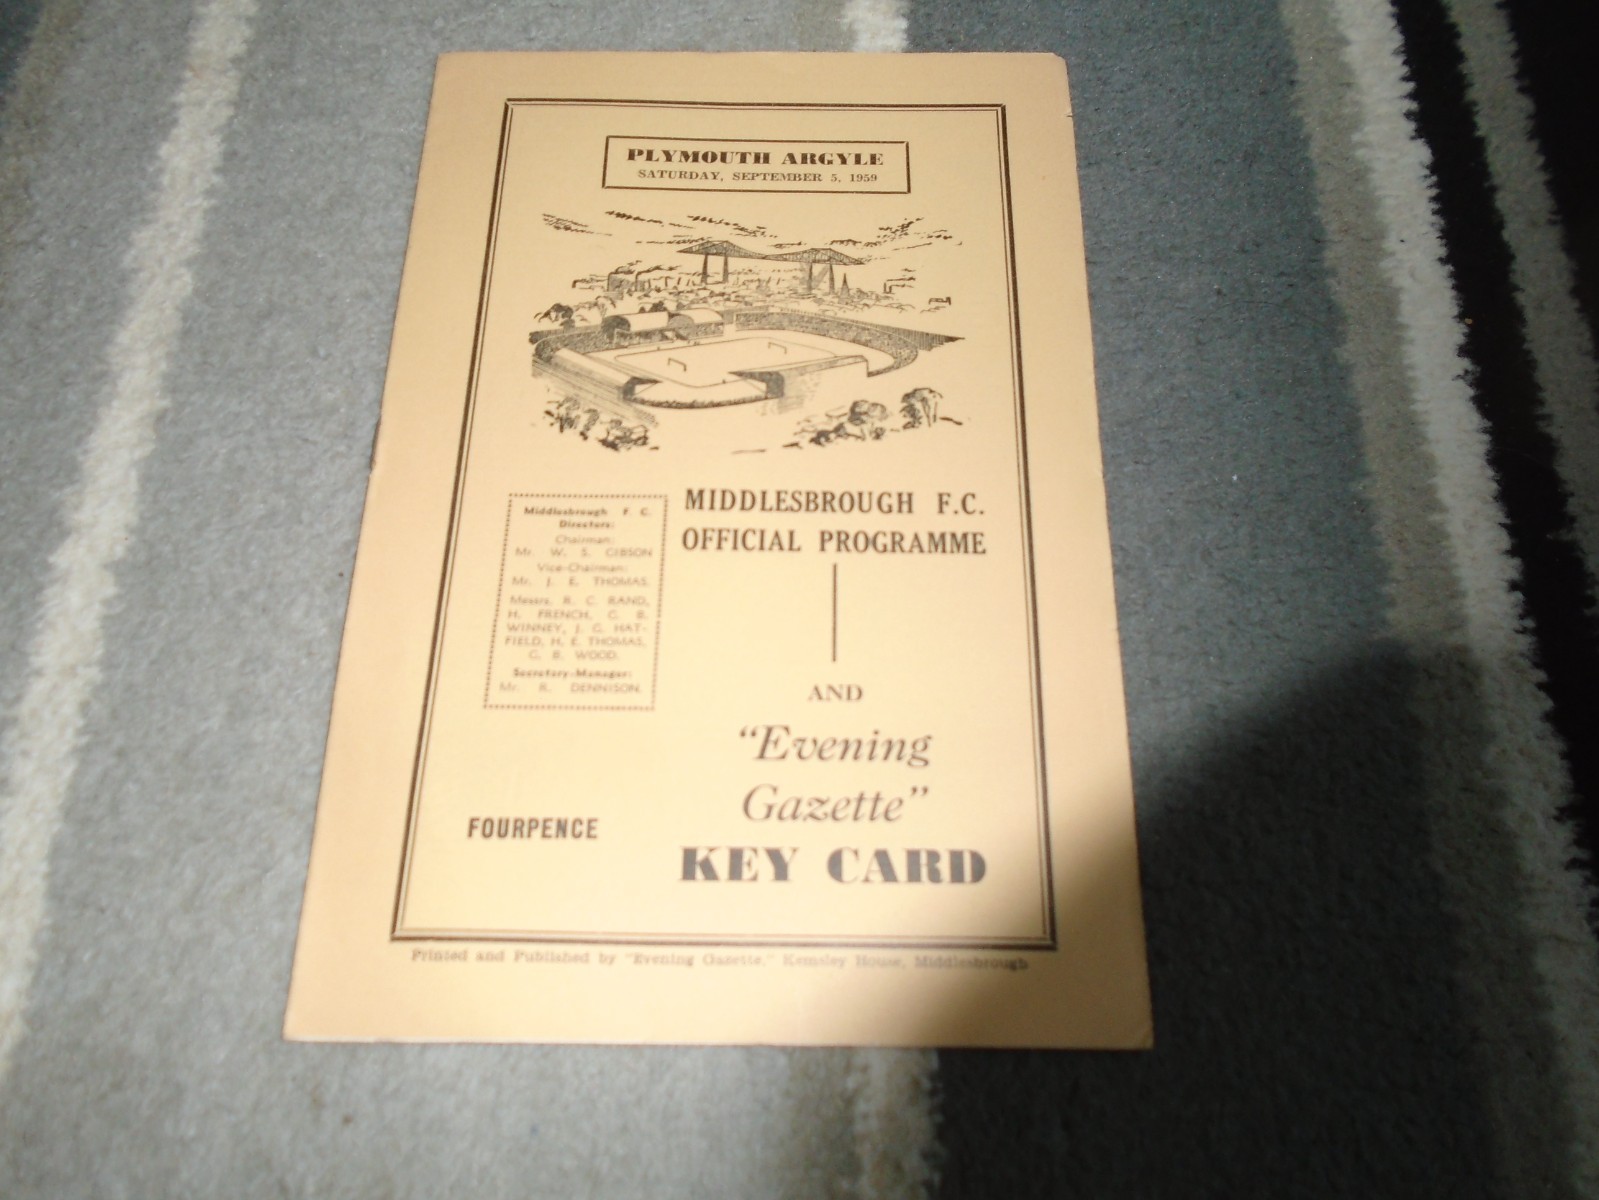 PLYMOUTH ARGYLE
SATURDAY, SEPTEMBER 5, 1959
Middlesbrough F. C.
Directors:
Chairman:
Mr. W. S. GIBSON
Vice-Chairman:
Mr. J. E. THOMAS.
Messrs. R. C. RAND,
H. FRENCH, C. B.
WINNEY, J. G. HAT-
FIELD, H. E. THOMAS,
C. B. WOOD.
Secretary-Manager:
Mr. R. DENNISON.
MIDDLESBROUGH F.C.
OFFICIAL PROGRAMME
AND
"Evening
Gazette"
KEY CARD
FOURPENCE
Printed and Published by "Evening Gazette," Kemsley House, Middlesbrough